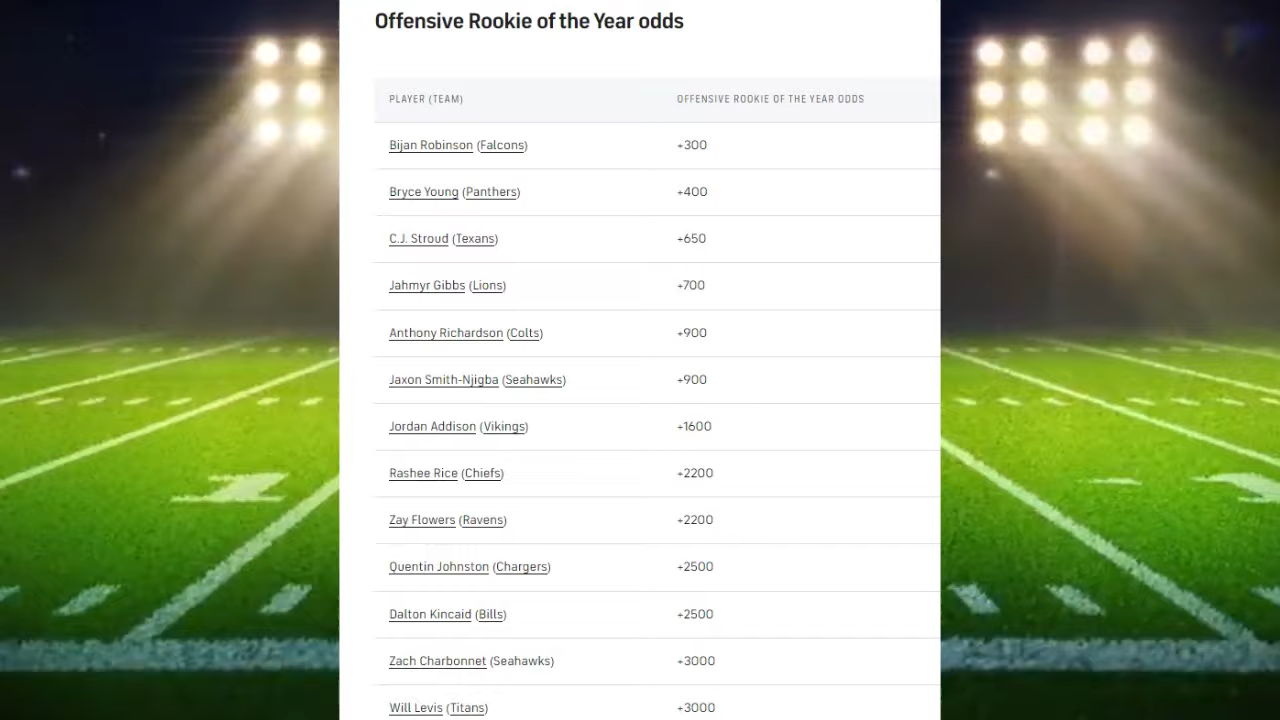 Offensive Rookie of the Year odds
PLAYER (TEAM) OFFENSIVE ROOKIE OF THE YEAR ODDS
Bijan Robinson (Falcons) +300
Bryce Young (Panthers) +400
C.J. Stroud (Texans) +650
Jahmyr Gibbs (Lions) +700
Anthony Richardson (Colts) +900
Jaxon Smith-Njigba (Seahawks) +900
Jordan Addison (Vikings) +1600
Rashee Rice (Chiefs) +2200
Zay Flowers (Ravens) +2200
Quentin Johnston (Chargers) +2500
Dalton Kincaid (Bills) +2500
Zach Charbonnet (Seahawks) +3000
Will Levis (Titans) +3000